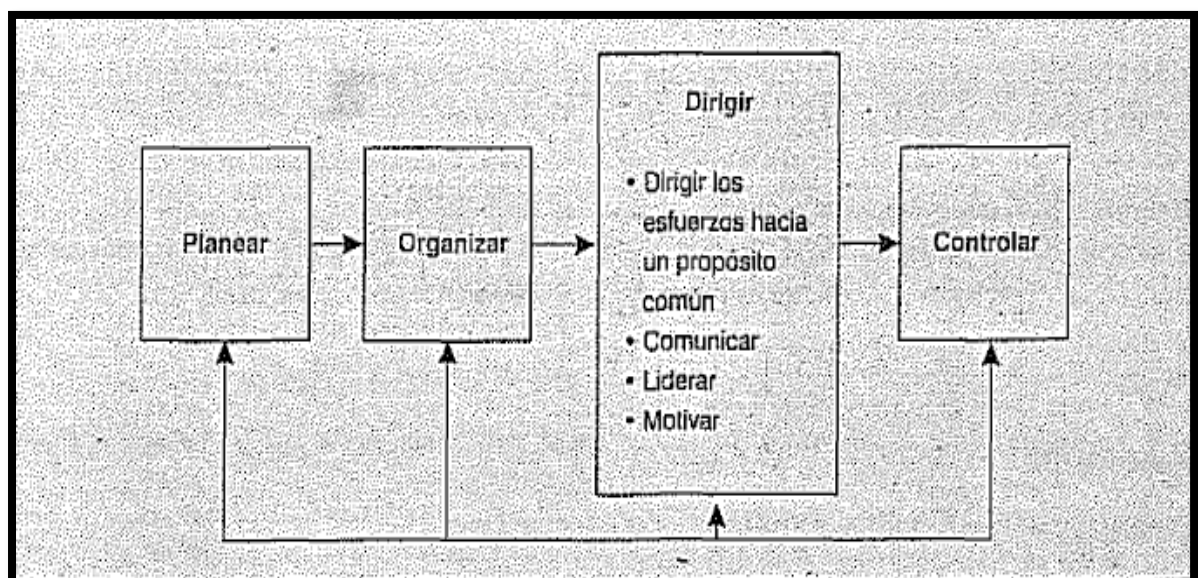 Planear
Organizar
Dirigir
• Dirigir los
esfuerzos hacia
un propósito
común
• Comunicar
• Liderar
• Motivar
Controlar